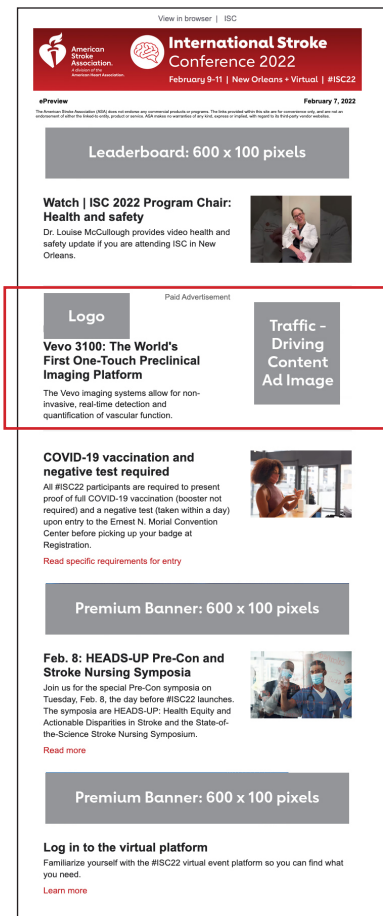 View in browser | ISC
American
Stroke
Association.
A division of the
American Heart Association.
International Stroke
Conference 2022
February 9-11 | New Orleans + Virtual | #ISC22
ePreview
February 7, 2022
The American Stroke Association (ASA) does not endorse any commercial products or programs. The links provided within this site are for convenience only, and are not an
endorsement of either the linked-to entity, product or service. ASA makes no warranties of any kind, express or implied, with regard to its third-party vendor websites.
Leaderboard: 600 x 100 pixels
Watch | ISC 2022 Program Chair:
Health and safety
Dr. Louise McCullough provides video health and
safety update if you are attending ISC in New
Orleans.
Paid Advertisement
Logo
Vevo 3100: The World's
First One-Touch Preclinical
Imaging Platform
The Vevo imaging systems allow for non-
invasive, real-time detection and
quantification of vascular function.
Traffic -
Driving
Content
Ad Image
COVID-19 vaccination and
negative test required
All #ISC22 participants are required to present
proof of full COVID-19 vaccination (booster not
required) and a negative test (taken within a day)
upon entry to the Ernest N. Morial Convention
Center before picking up your badge at
Registration.
Read specific requirements for entry
Premium Banner: 600 x 100 pixels
Feb. 8: HEADS-UP Pre-Con and
Stroke Nursing Symposia
Join us for the special Pre-Con symposia on
Tuesday, Feb. 8, the day before #ISC22 launches.
The symposia are HEADS-UP: Health Equity and
Actionable Disparities in Stroke and the State-of-
the-Science Stroke Nursing Symposium.
Read more
Premium Banner: 600 x 100 pixels
Log in to the virtual platform
Familiarize yourself with the #ISC22 virtual event platform so you can find what
you need.
Learn more